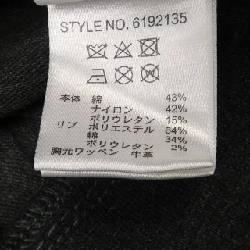 STYLE NO. 6192135
本体 綿 43%
ナイロン 42%
ポリウレタン 15%
リブ ポリエステル 64%
綿 34%
ポリウレタン 2%
胸元ワッペン 牛革